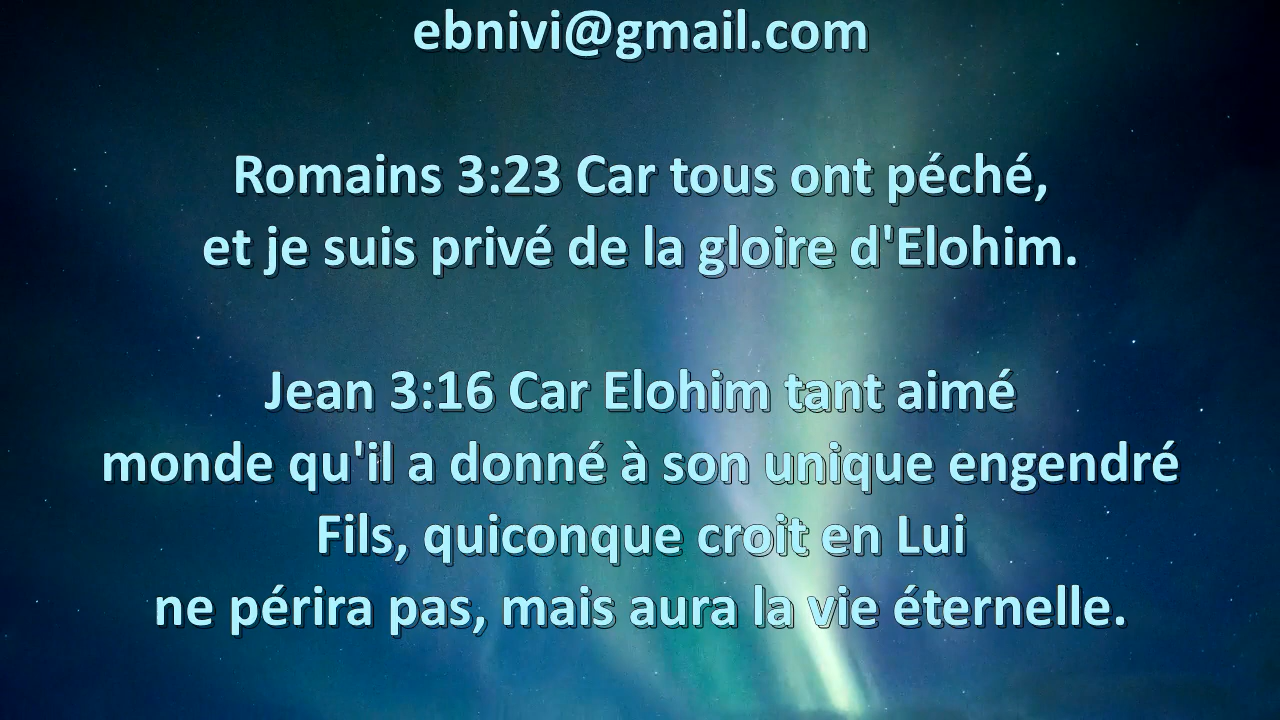 ebnivi@gmail.com
Romains 3:23 Car tous ont péché,
et je suis privé de la gloire d'Elohim.
Jean 3:16 Car Elohim tant aimé
monde qu'il a donné à son unique engendré
Fils, quiconque croit en Lui
ne périra pas, mais aura la vie éternelle.